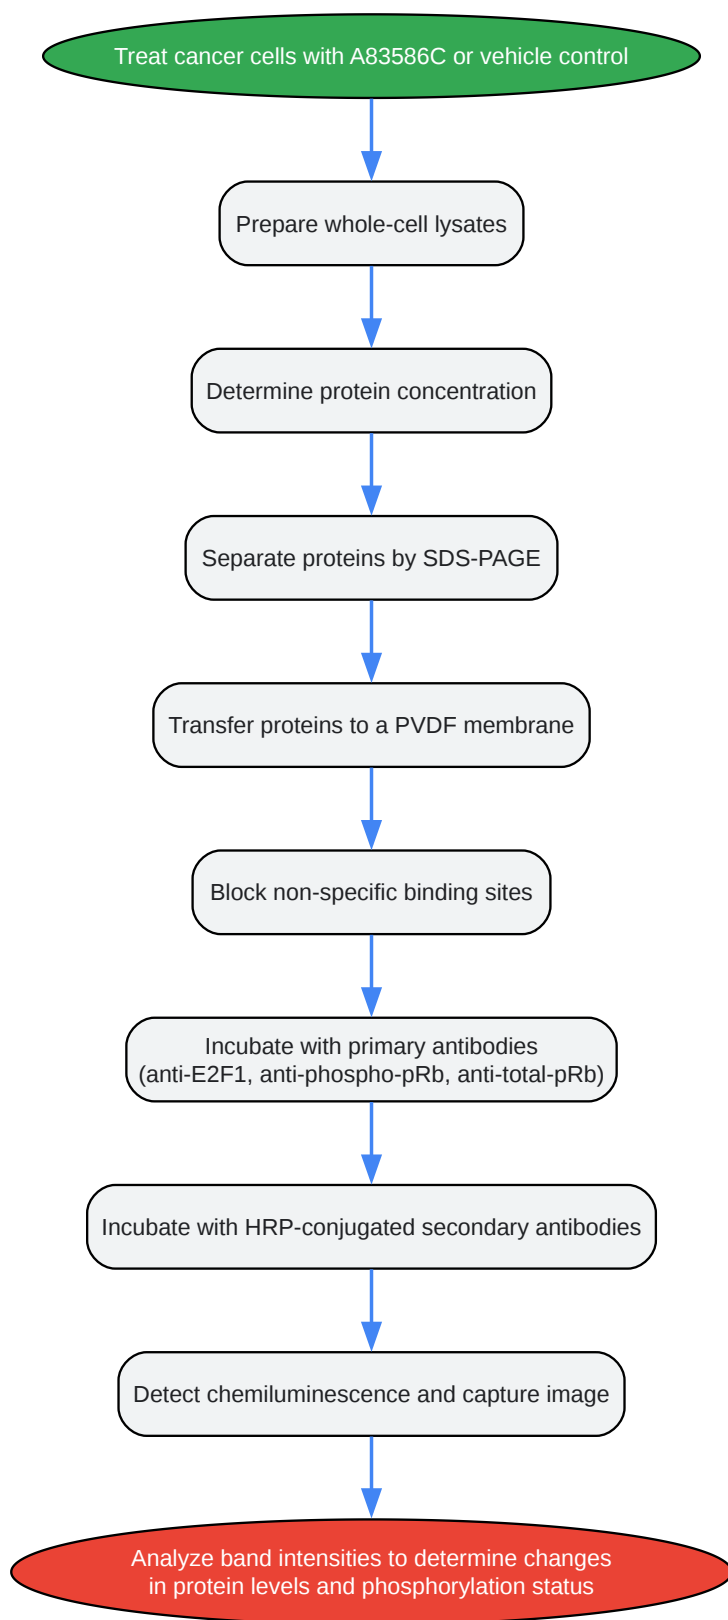 Treat cancer cells with A83586C or vehicle control
Prepare whole-cell lysates
Determine protein concentration
Separate proteins by SDS-PAGE
Transfer proteins to a PVDF membrane
Block non-specific binding sites
Incubate with primary antibodies
(anti-E2F1, anti-phospho-pRb, anti-total-pRb)
Incubate with HRP-conjugated secondary antibodies
Detect chemiluminescence and capture image
Analyze band intensities to determine changes
in protein levels and phosphorylation status